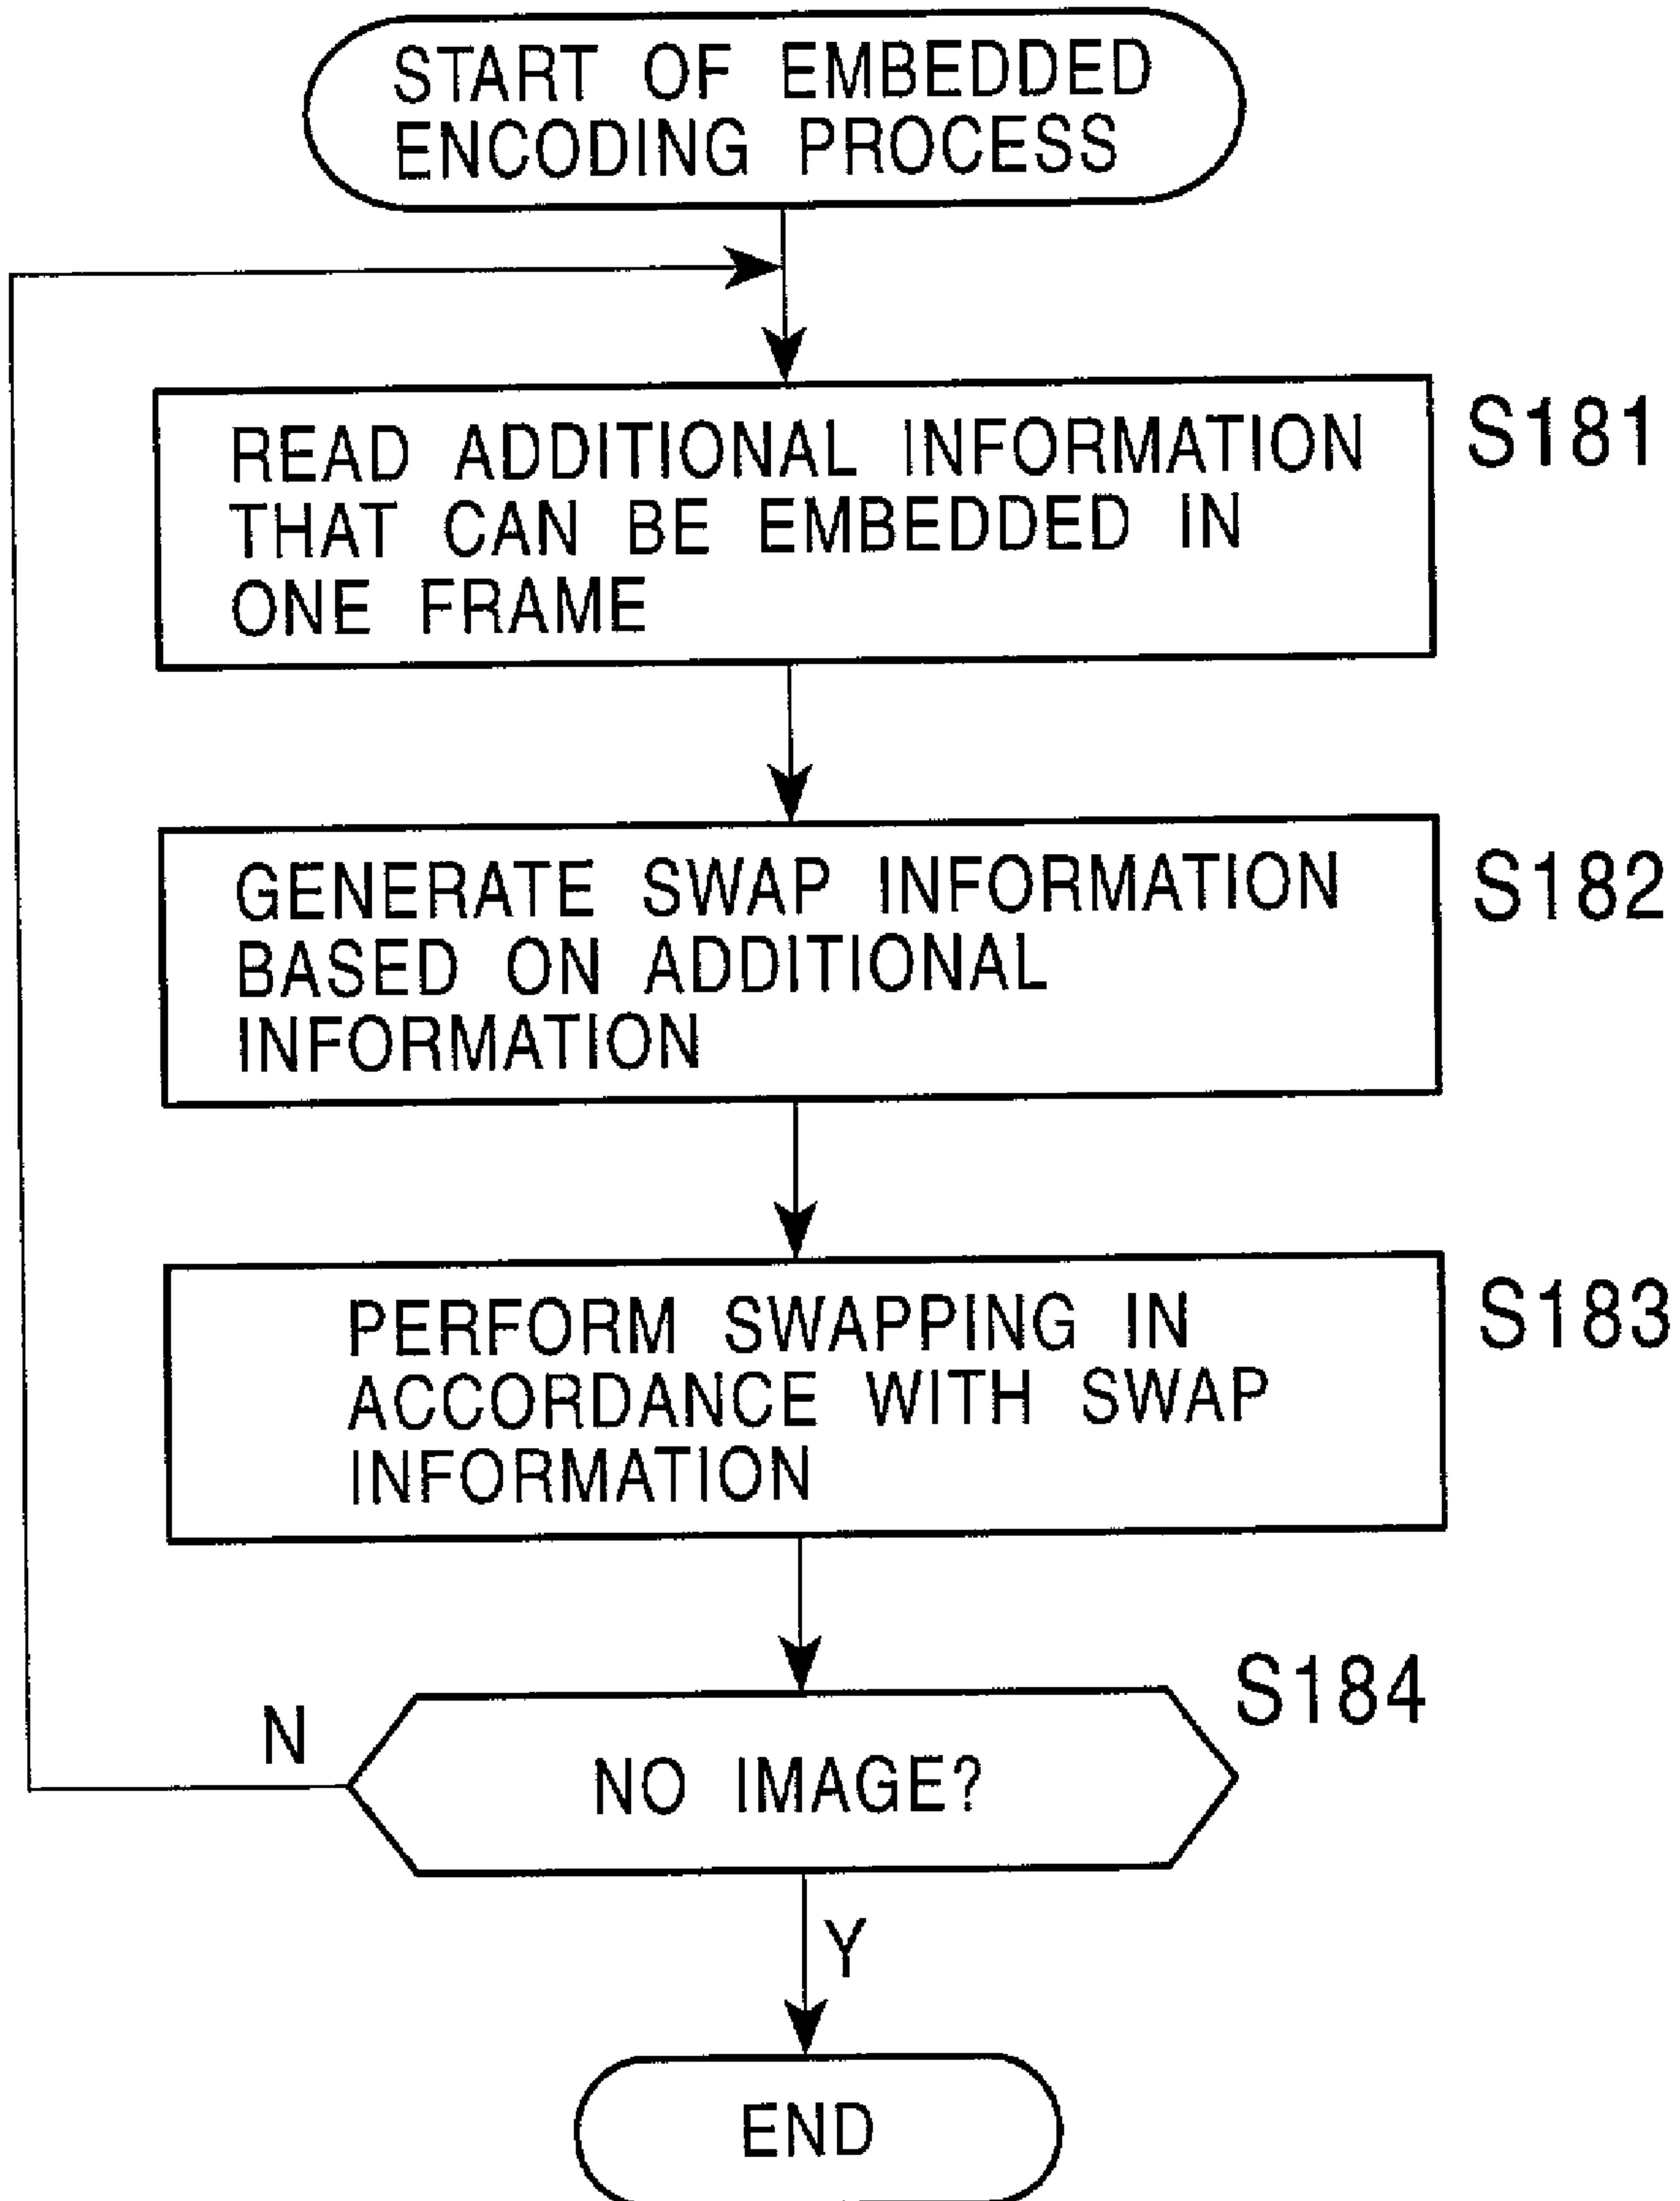 START OF EMBEDDED
ENCODING PROCESS
READ ADDITIONAL INFORMATION
THAT CAN BE EMBEDDED IN
ONE FRAME
S181
GENERATE SWAP INFORMATION
BASED ON ADDITIONAL
INFORMATION
S182
PERFORM SWAPPING IN
ACCORDANCE WITH SWAP
INFORMATION
S183
S184
N
NO IMAGE?
Y
END